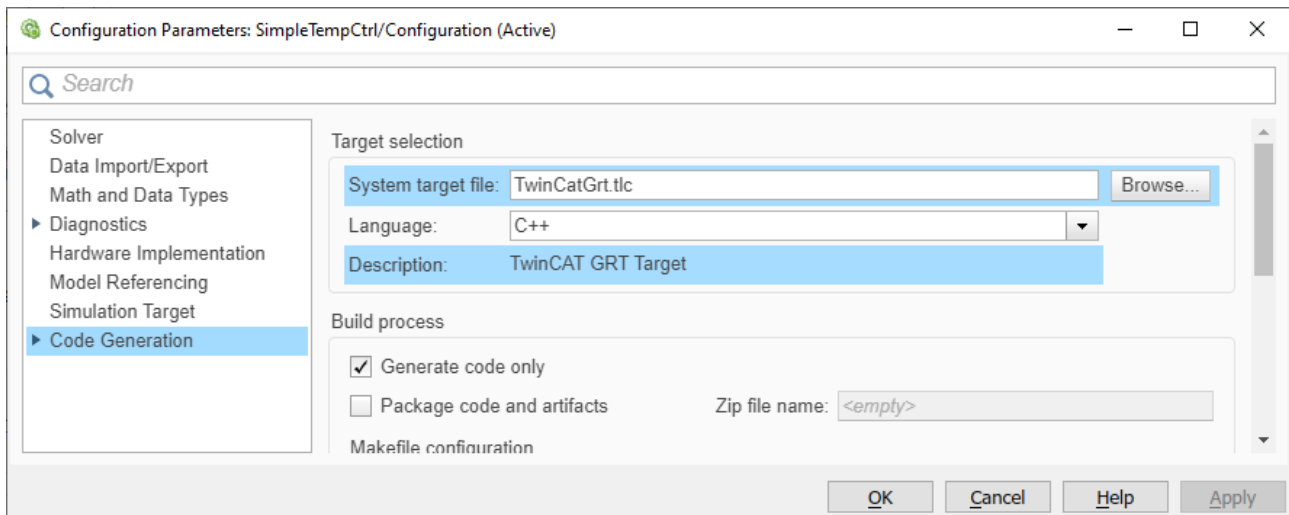 Configuration Parameters: SimpleTempCtrl/Configuration (Active)
Search
Solver
Data Import/Export
Math and Data Types
Diagnostics
Hardware Implementation
Model Referencing
Simulation Target
Code Generation
Target selection
System target file: TwinCatGrt.tlc Browse...
Language: C++
Description: TwinCAT GRT Target
Build process
Generate code only
Package code and artifacts Zip file name: <empty>
Makefile configuration
OK Cancel Help Apply